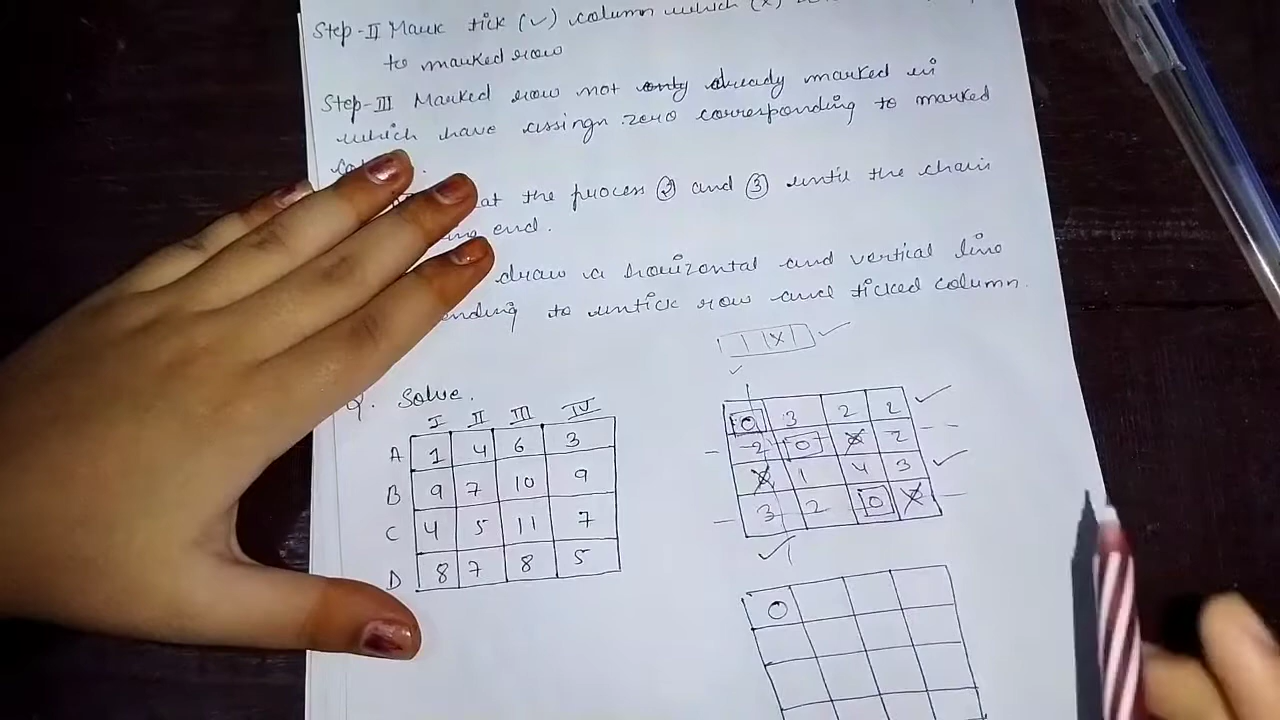 Step-II Mark tick (✓) column which (x)
to marked row
Step-III Marked row not only already marked in
which have assingn zero corresponding to marked
at the process ② and ③ until the chain
end.
draw a horizontal and vertical line
to untick row and ticked column.
| | |X| ✓
✓
Q. Solve.
I II III IV
A 1 4 6 3
B 9 7 10 9
C 4 5 11 7
D 8 7 8 5
0 3 2 2 ✓
2 0 X 2
X 1 4 3 ✓
3 2 0 X
✓
0